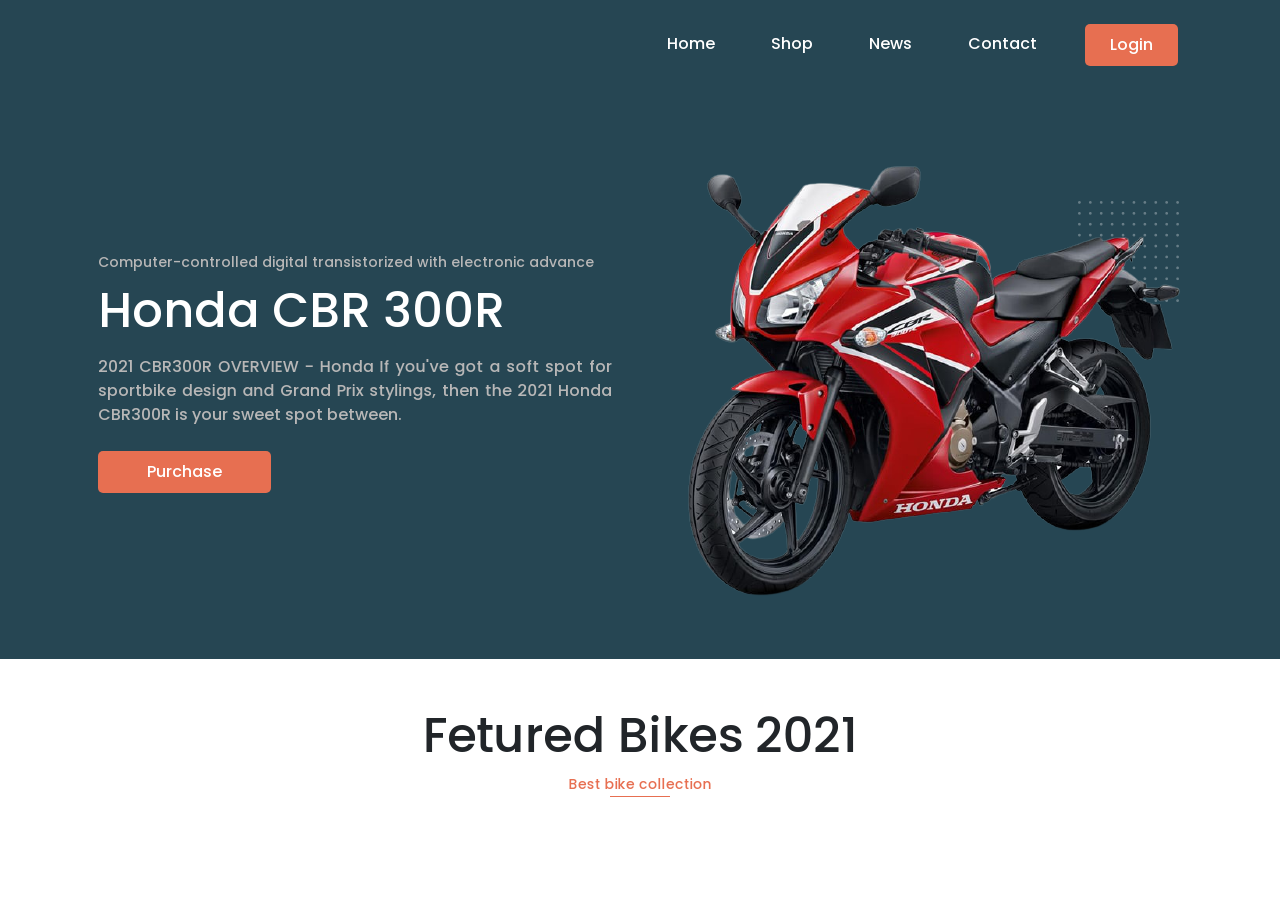 Home Shop News Contact Login
Computer-controlled digital transistorized with electronic advance
Honda CBR 300R
2021 CBR300R OVERVIEW - Honda If you've got a soft spot for
sportbike design and Grand Prix stylings, then the 2021 Honda
CBR300R is your sweet spot between.
Purchase
CBR
HONDA
Fetured Bikes 2021
Best bike collection